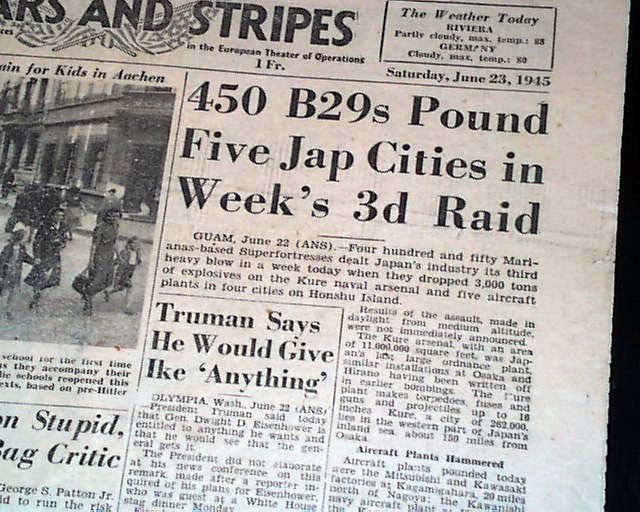 ARS AND STRIPES
in the European Theater of Operations
1 Fr.
The Weather Today
RIVIERA
Partly cloudy, max. temp.: 88
GERMANY
Cloudy, max. temp.: 80
Saturday, June 23, 1945
ain for Kids in Aachen
450 B29s Pound
Five Jap Cities in
Week's 3d Raid
GUAM, June 22 (ANS).—Four hundred and fifty Mari-
anas-based Superfortresses dealt Japan's industry its third
heavy blow in a week today when they dropped 3,000 tons
of explosives on the Kure naval arsenal and five aircraft
plants in four cities on Honshu Island.
Truman Says
He Would Give
Ike 'Anything'
OLYMPIA, Wash., June 22 (ANS)
—President Truman said today
that Gen. Dwight D. Eisenhower is
entitled to anything he wants and
that he would see that the gen-
eral gets it.
The President did not elaborate
at his news conference on this
remark, made after a reporter in-
quired of his plans for Eisenhower,
who was guest at a White House
stag dinner Monday.
Results of the assault, made in
daylight from medium altitude,
were not immediately announced.
The Kure arsenal, with an area
of 11,000,000 square feet, was Jap-
an's last large ordnance plant,
similar installations at Osaka and
having been written off
in earlier bombings. The Kure
plant makes torpedoes, fuses and
guns and projectiles up to 16
inches. Kure, a city of 262,000,
lies in the western part of Japan's
inland sea, about 150 miles from
Osaka.
Aircraft Plants Hammered
Aircraft plants pounded today
were the Mitsubishi and Kawasaki
factories at Kagamigahara, 20 miles
north of Nagoya; the Kawanishi
navy aircraft plant
school for the first time
as they accompany their
schools reopened this
texts, based on pre-Hitler
on Stupid,
Bag Critic
George S. Patton Jr.
to run the risk